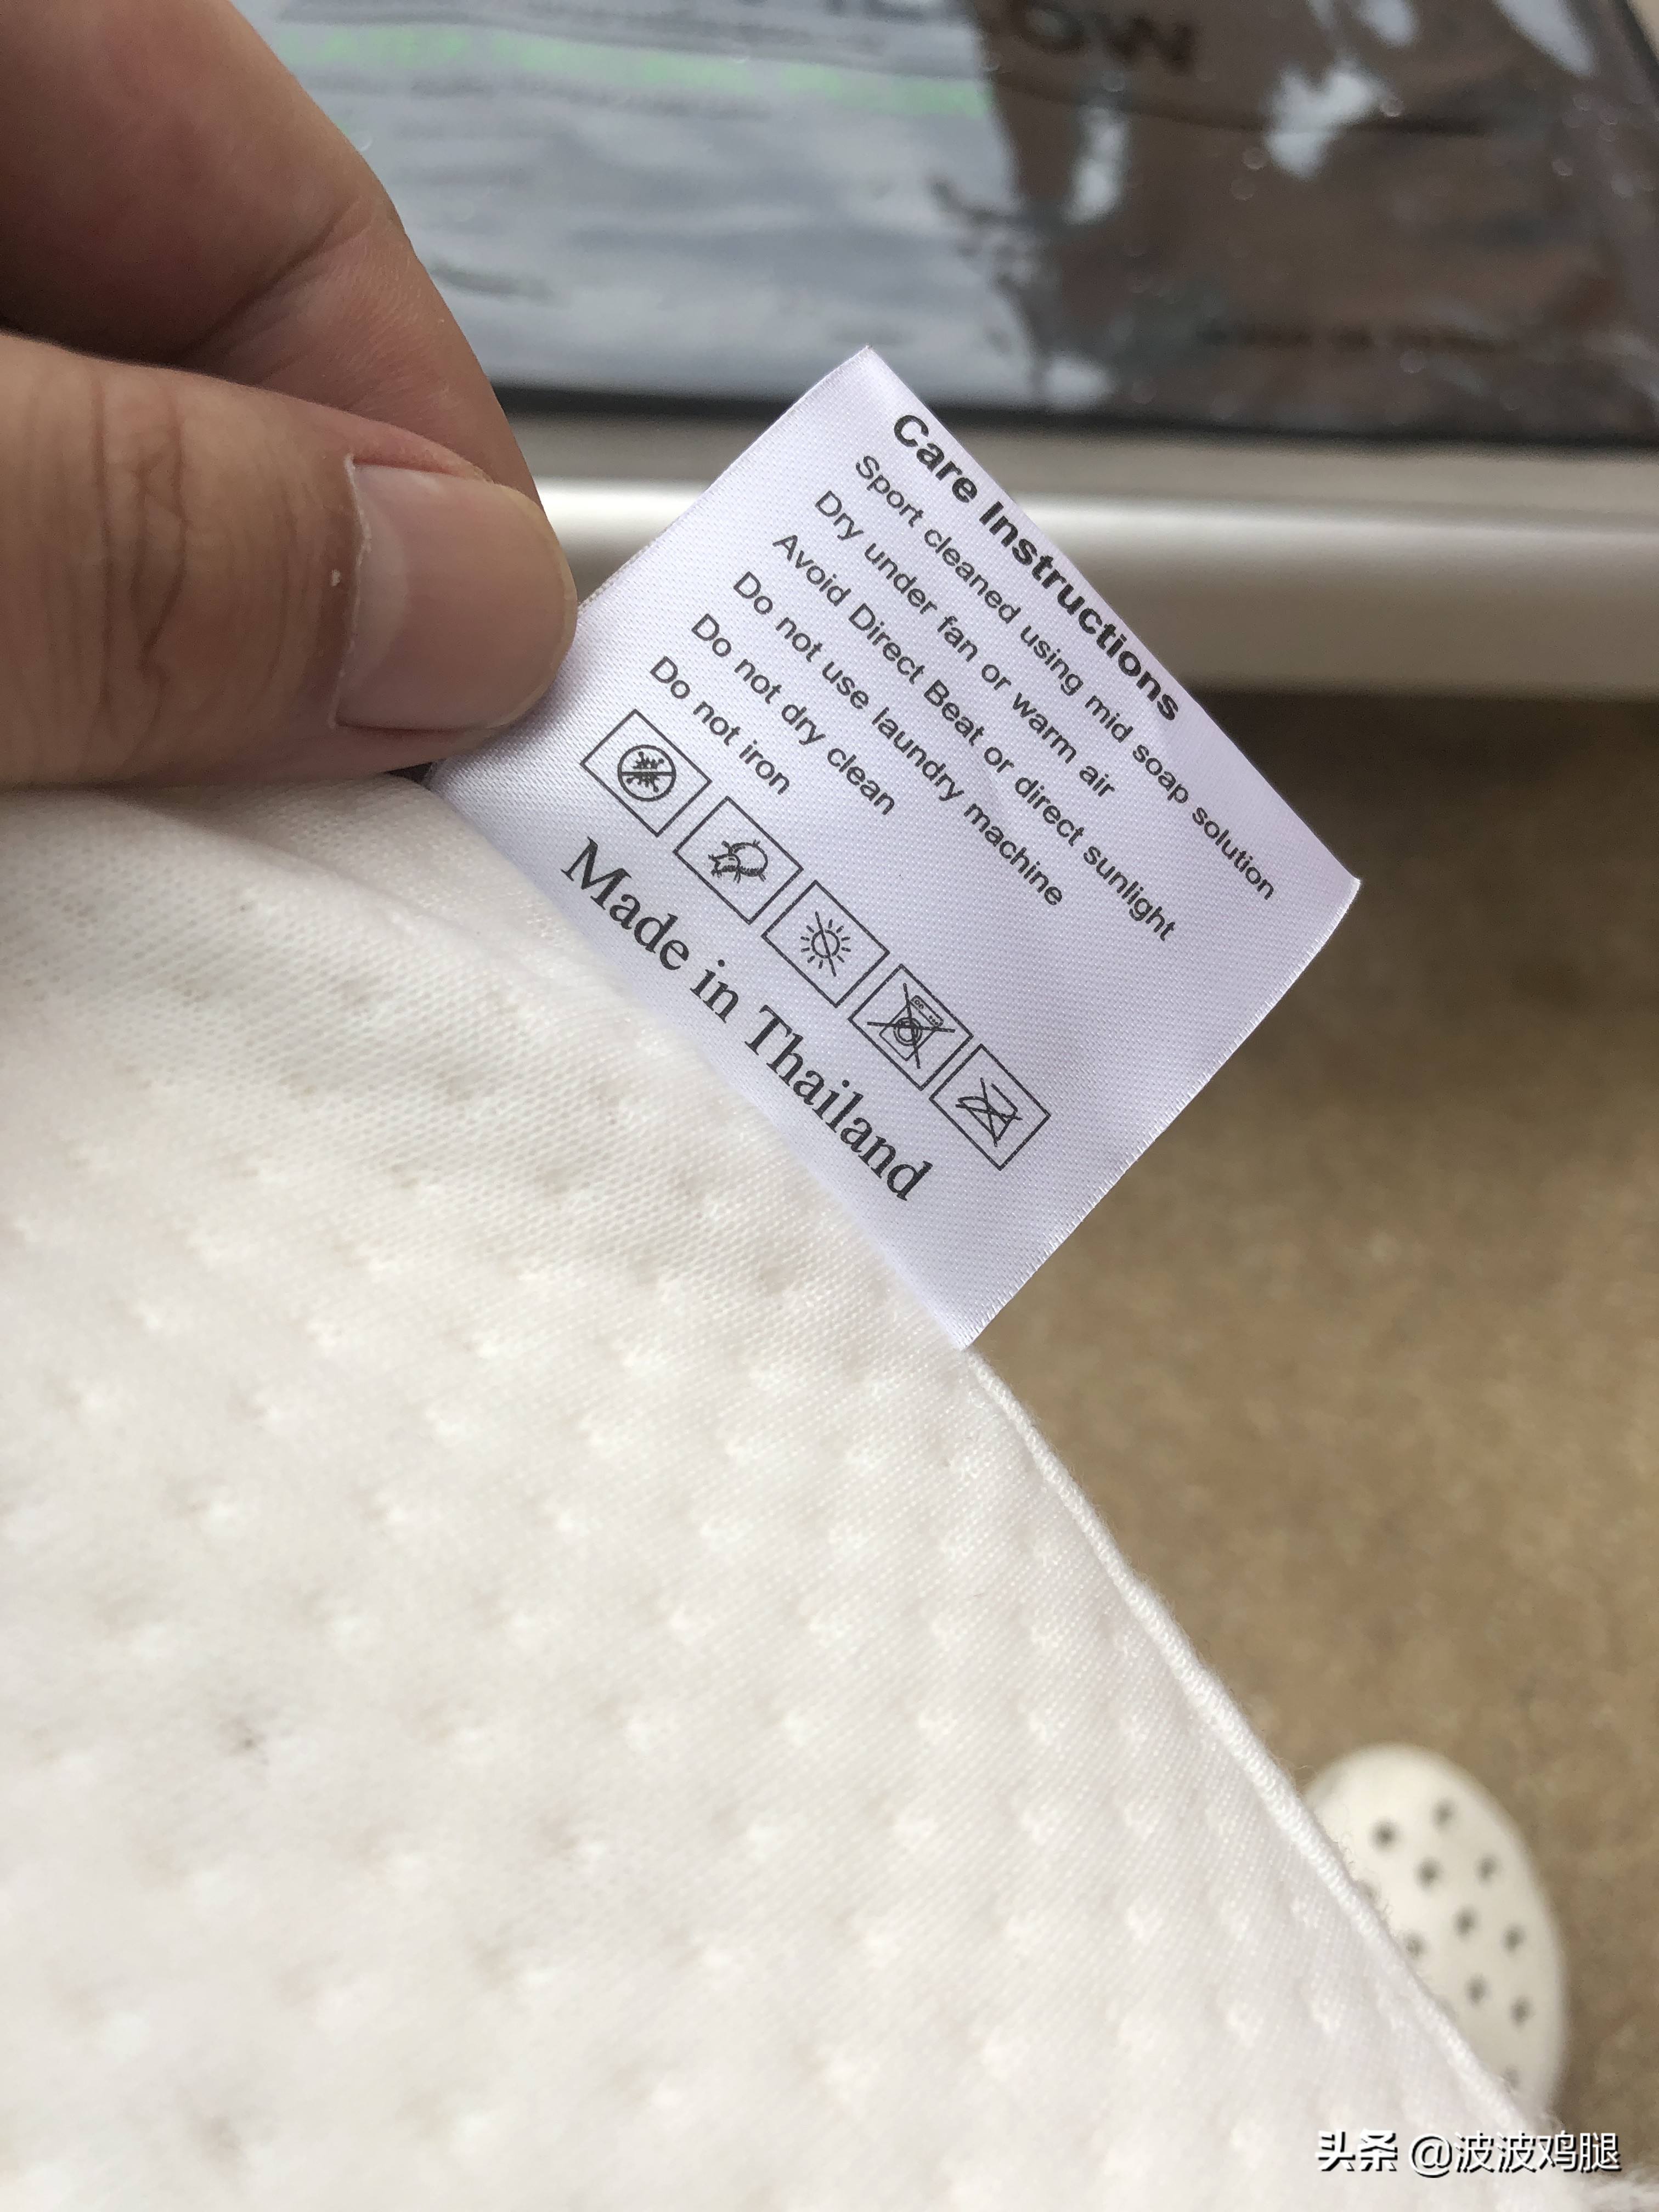 OW
Care Instructions
Sport cleaned using mid soap solution
Dry under fan or warm air
Avoid Direct Beat or direct sunlight
Do not use laundry machine
Do not dry clean
Do not iron
Made in Thailand
头条 @波波鸡腿